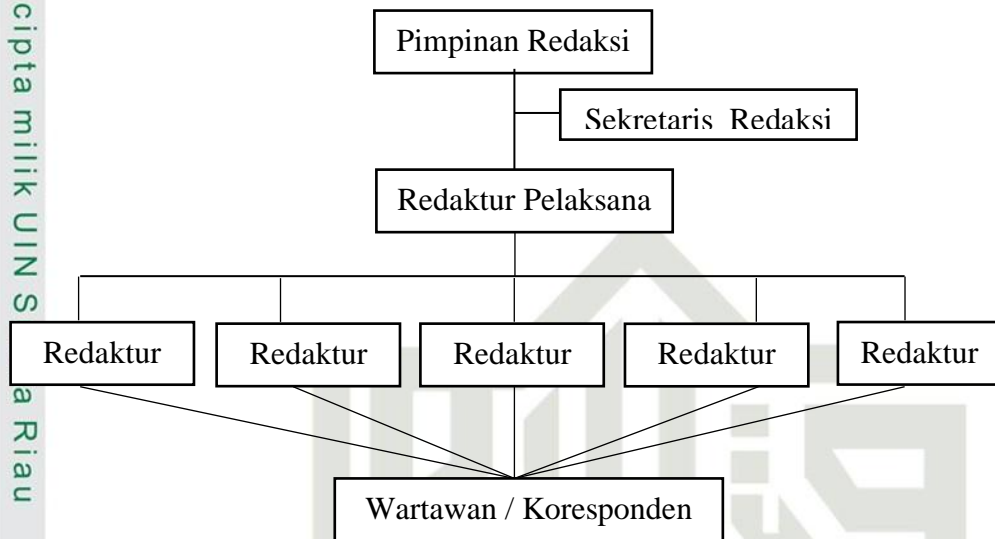 cipta milik UIN S
a Riau
Pimpinan Redaksi
Sekretaris Redaksi
Redaktur Pelaksana
Redaktur
Redaktur
Redaktur
Redaktur
Redaktur
Wartawan / Koresponden